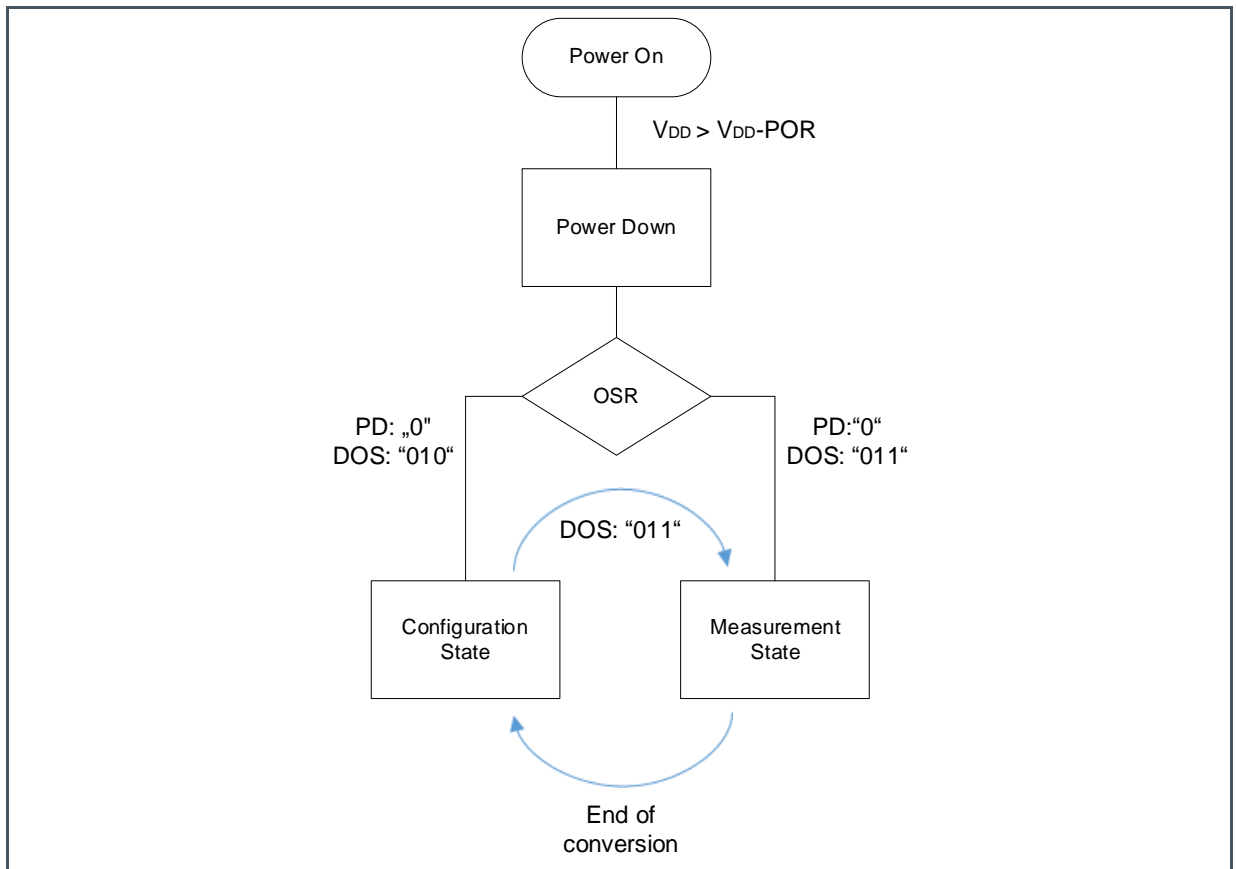 Power On
VDD > VDD-POR
Power Down
OSR
PD: „0"
DOS: “010“
PD:“0“
DOS: “011“
DOS: “011“
Configuration
State
Measurement
State
End of
conversion